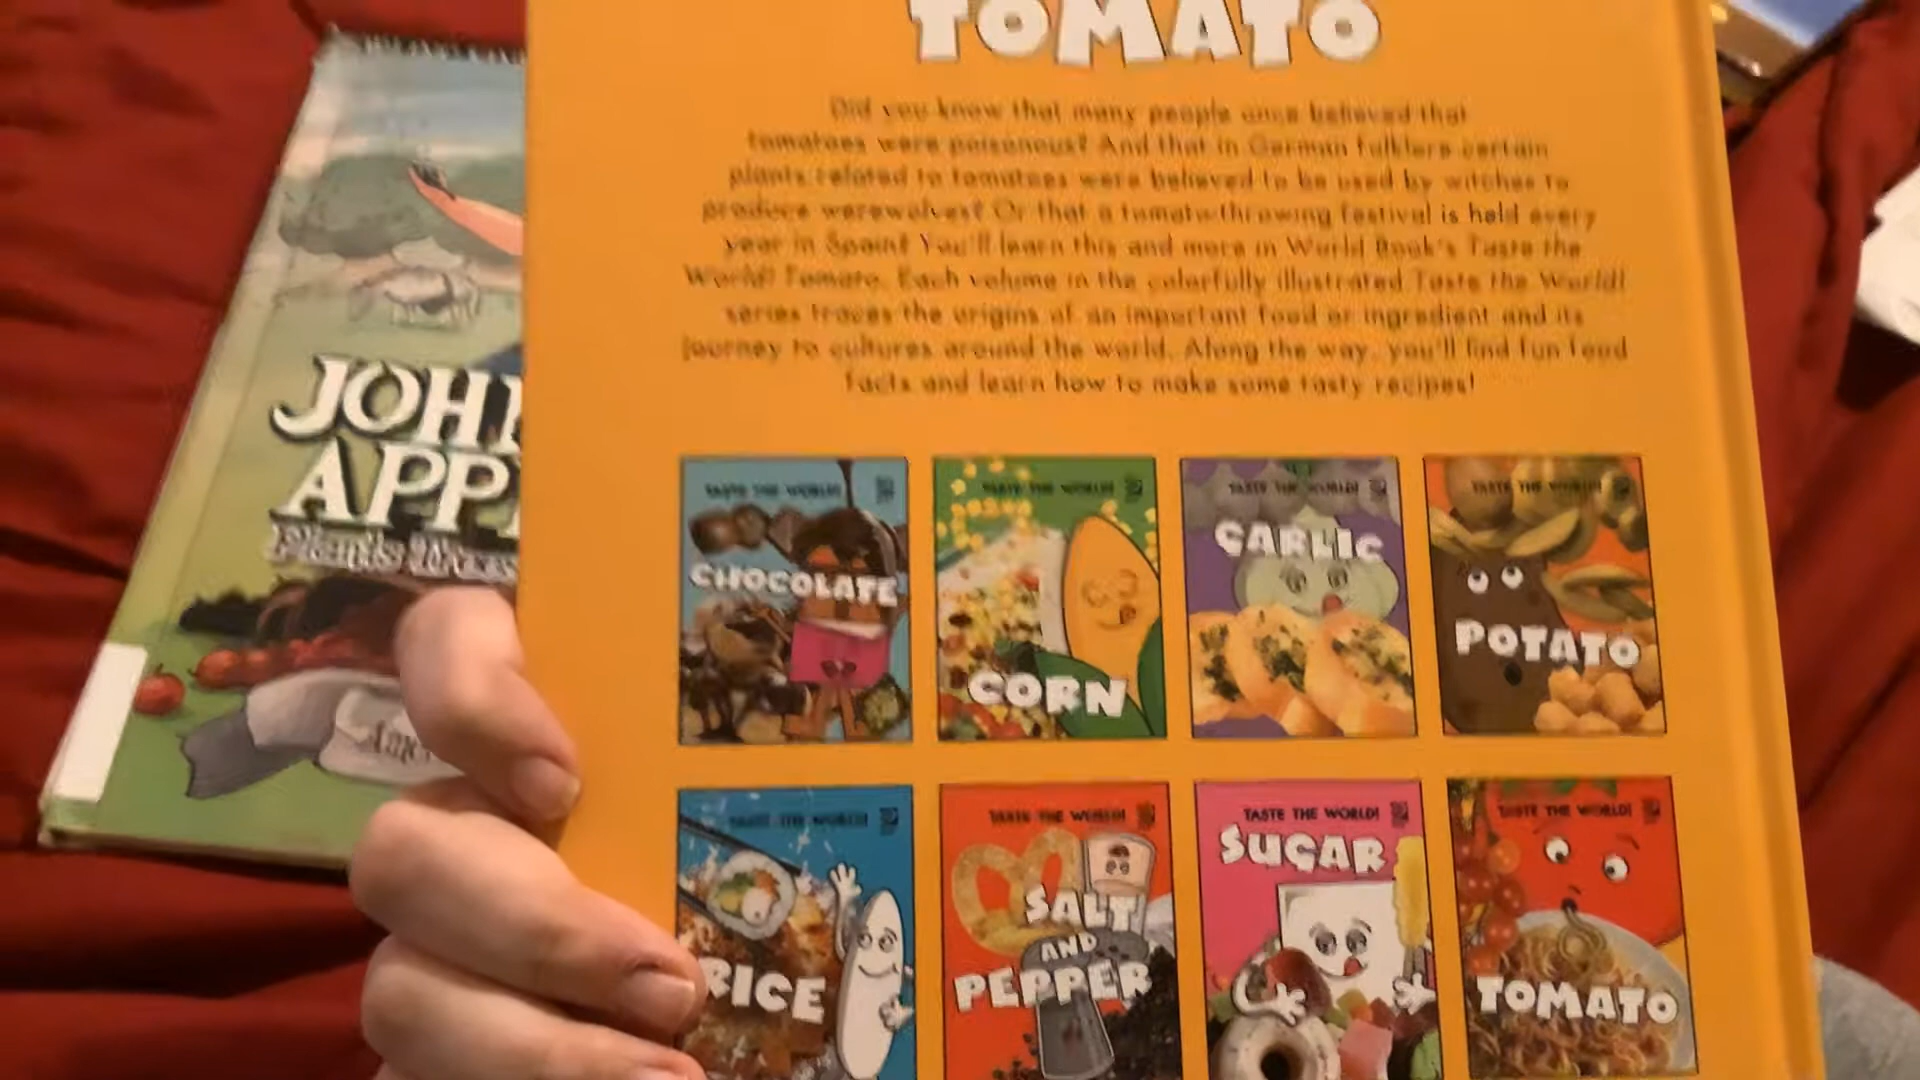 TOMATO
Did you know that many people once believed that
tomatoes were poisonous? And that in German folklore certain
plants related to tomatoes were believed to be used by witches to
produce werewolves? Or that a tomato-throwing festival is held every
year in Spain? You'll learn this and more in World Book's Taste the
World! Tomato. Each volume in the colorfully illustrated Taste the World!
series traces the origins of an important food or ingredient and its
journey to cultures around the world. Along the way, you'll find fun food
facts and learn how to make some tasty recipes!
JOH
APP
Plants Trees
TASTE THE WORLD!
CHOCOLATE
TASTE THE WORLD!
CORN
TASTE THE WORLD!
GARLIC
TASTE THE WORLD!
POTATO
TASTE THE WORLD!
RICE
TASTE THE WORLD!
SALT
AND
PEPPER
TASTE THE WORLD!
SUGAR
TASTE THE WORLD!
TOMATO